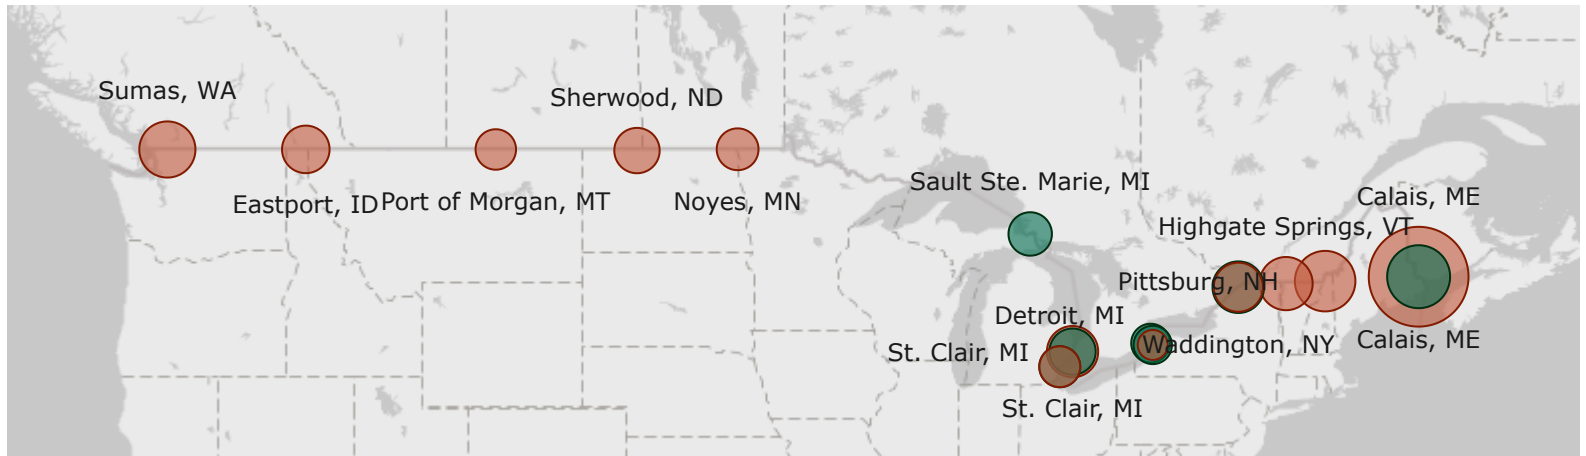 Sumas, WA
Sherwood, ND
Eastport, ID
Port of Morgan, MT
Noyes, MN
Sault Ste. Marie, MI
Calais, ME
Highgate Springs, VT
Pittsburg, NH
Detroit, MI
Waddington, NY
Calais, ME
St. Clair, MI
St. Clair, MI